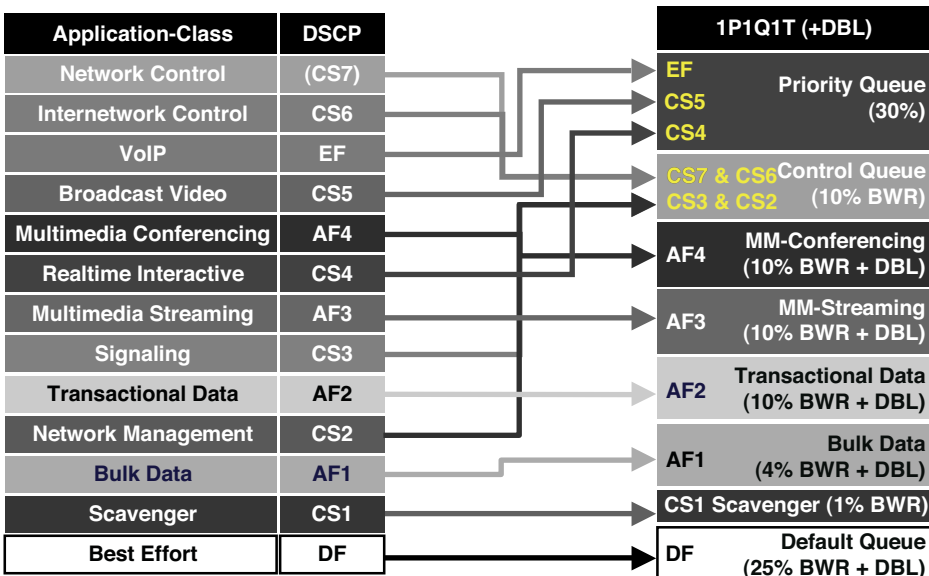 Application-Class DSCP
Network Control (CS7)
Internetwork Control CS6
VoIP EF
Broadcast Video CS5
Multimedia Conferencing AF4
Realtime Interactive CS4
Multimedia Streaming AF3
Signaling CS3
Transactional Data AF2
Network Management CS2
Bulk Data AF1
Scavenger CS1
Best Effort DF
1P1Q1T (+DBL)
EF
CS5
CS4
Priority Queue
(30%)
CS7 & CS6 Control Queue
CS3 & CS2 (10% BWR)
AF4
MM-Conferencing
(10% BWR + DBL)
AF3
MM-Streaming
(10% BWR + DBL)
AF2
Transactional Data
(10% BWR + DBL)
AF1
Bulk Data
(4% BWR + DBL)
CS1 Scavenger (1% BWR)
DF
Default Queue
(25% BWR + DBL)